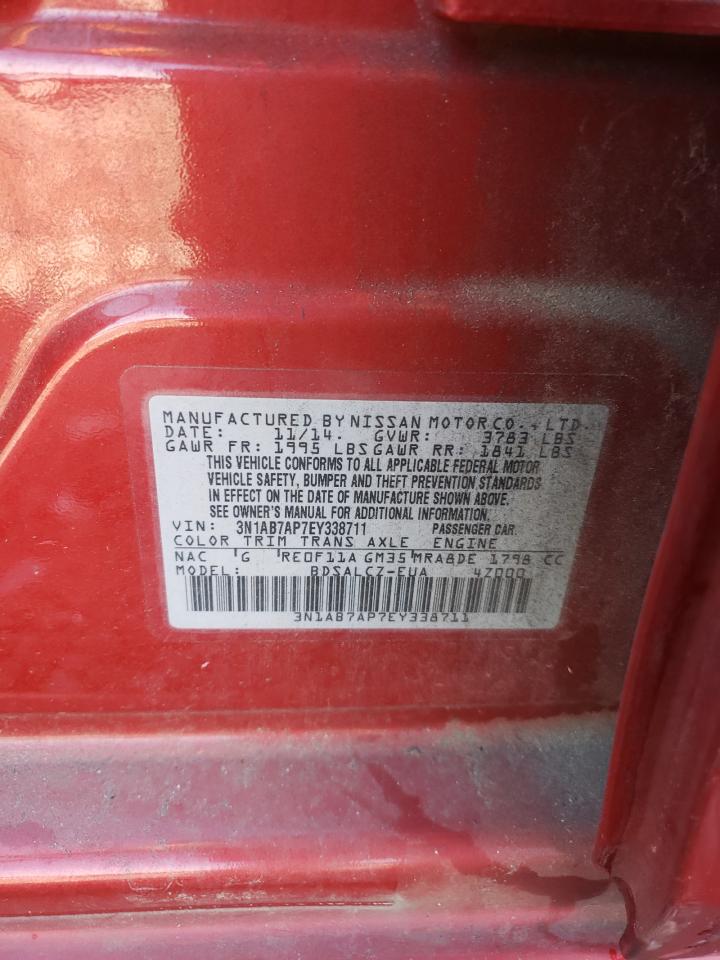 MANUFACTURED BY NISSAN MOTOR CO., LTD.
DATE: 11/14. GVWR: 3783 LBS
GAWR FR: 1995 LBS GAWR RR: 1841 LBS
THIS VEHICLE CONFORMS TO ALL APPLICABLE FEDERAL MOTOR
VEHICLE SAFETY, BUMPER AND THEFT PREVENTION STANDARDS
IN EFFECT ON THE DATE OF MANUFACTURE SHOWN ABOVE.
SEE OWNER'S MANUAL FOR ADDITIONAL INFORMATION.
VIN: 3N1AB7AP7EY338711 PASSENGER CAR.
COLOR TRIM TRANS AXLE ENGINE
NAC 'G 'RE0F11A GM35 'MRA8DE 1798 CC
MODEL: BDSALCZ-EUA 4Z000
3N1AB7AP7EY338711